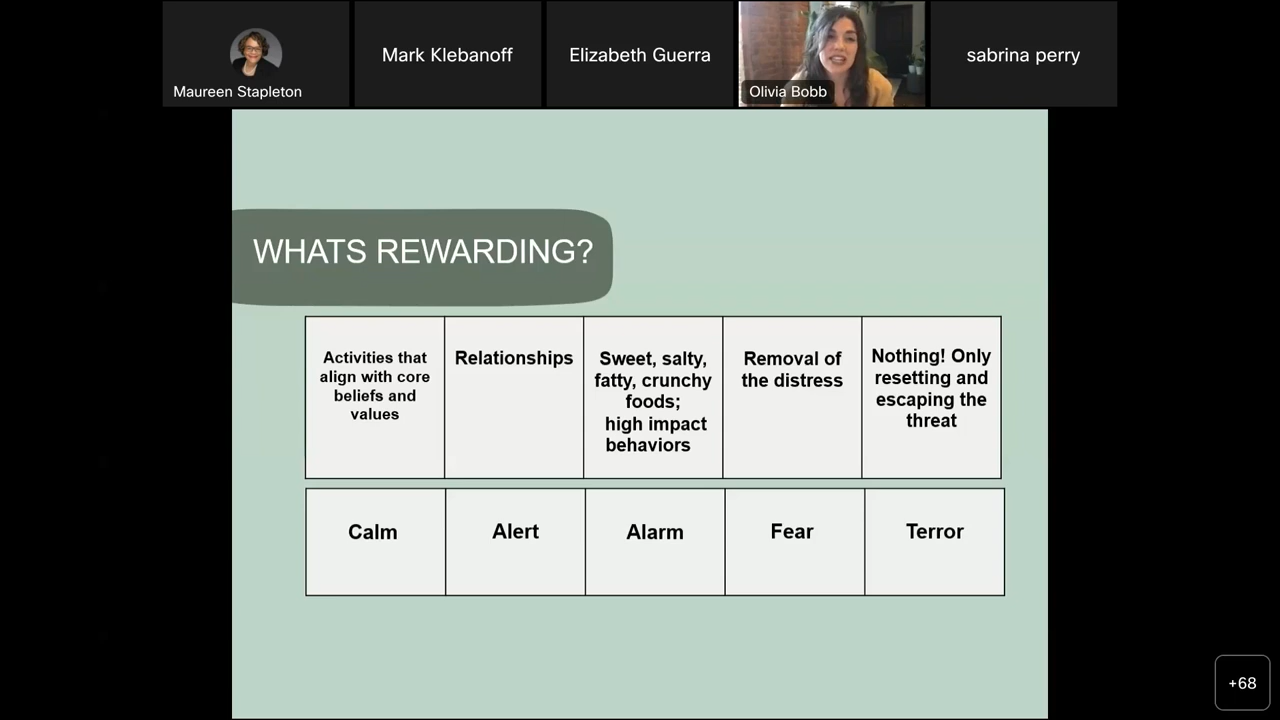 Maureen Stapleton
Mark Klebanoff
Elizabeth Guerra
Olivia Bobb
sabrina perry
WHATS REWARDING?
Activities that
align with core
beliefs and
values
Relationships
Sweet, salty,
fatty, crunchy
foods;
high impact
behaviors
Removal of
the distress
Nothing! Only
resetting and
escaping the
threat
Calm
Alert
Alarm
Fear
Terror
+68